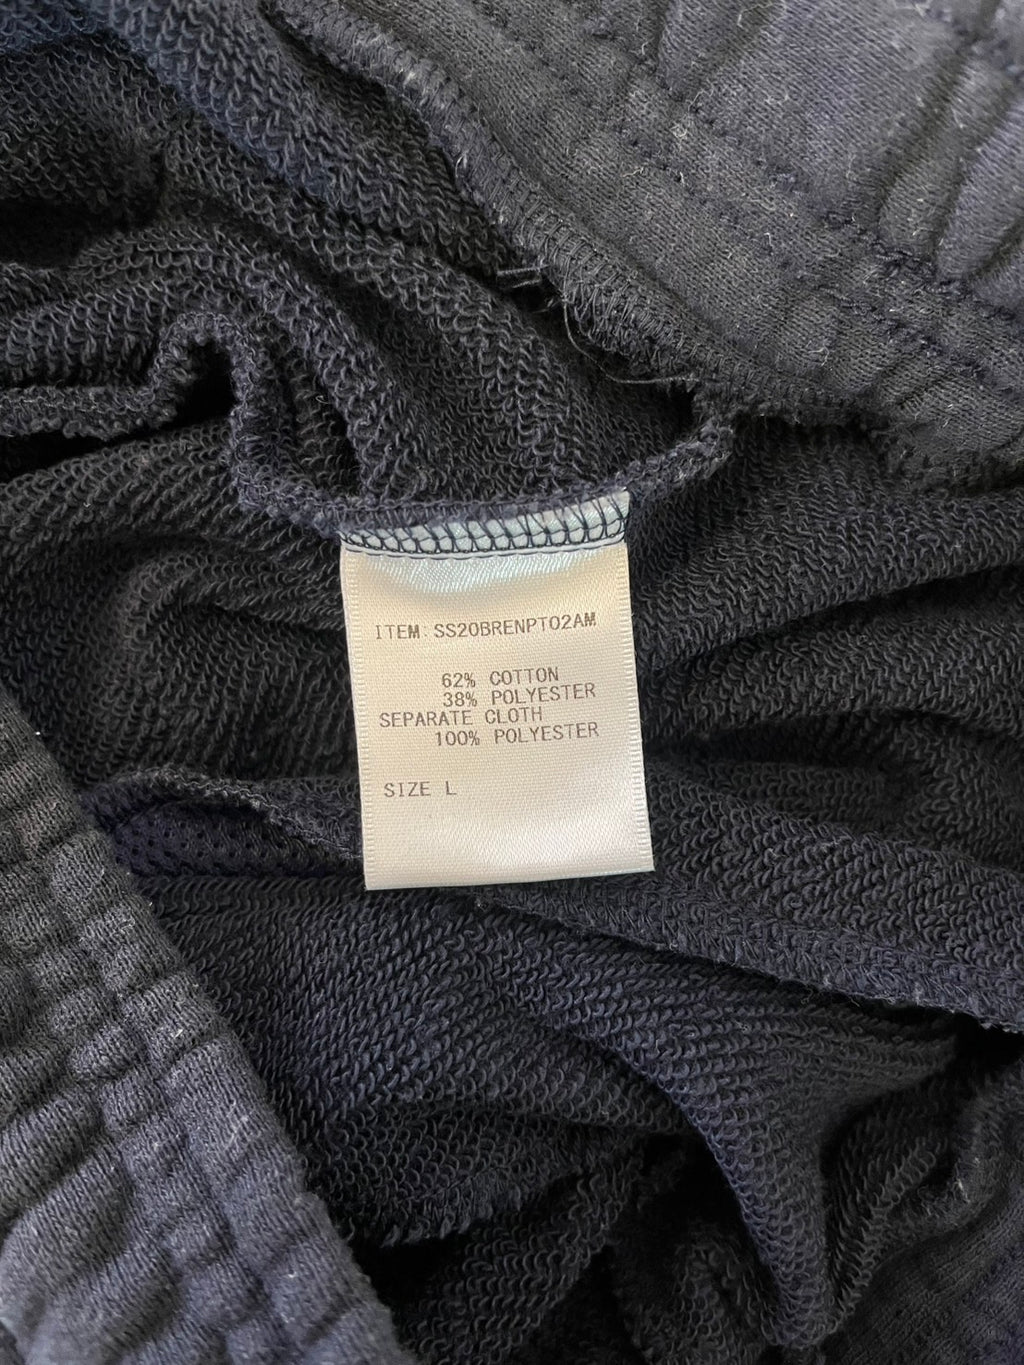 ITEM:SS20BRENPT02AM
62% COTTON
38% POLYESTER
SEPARATE CLOTH
100% POLYESTER
SIZE L